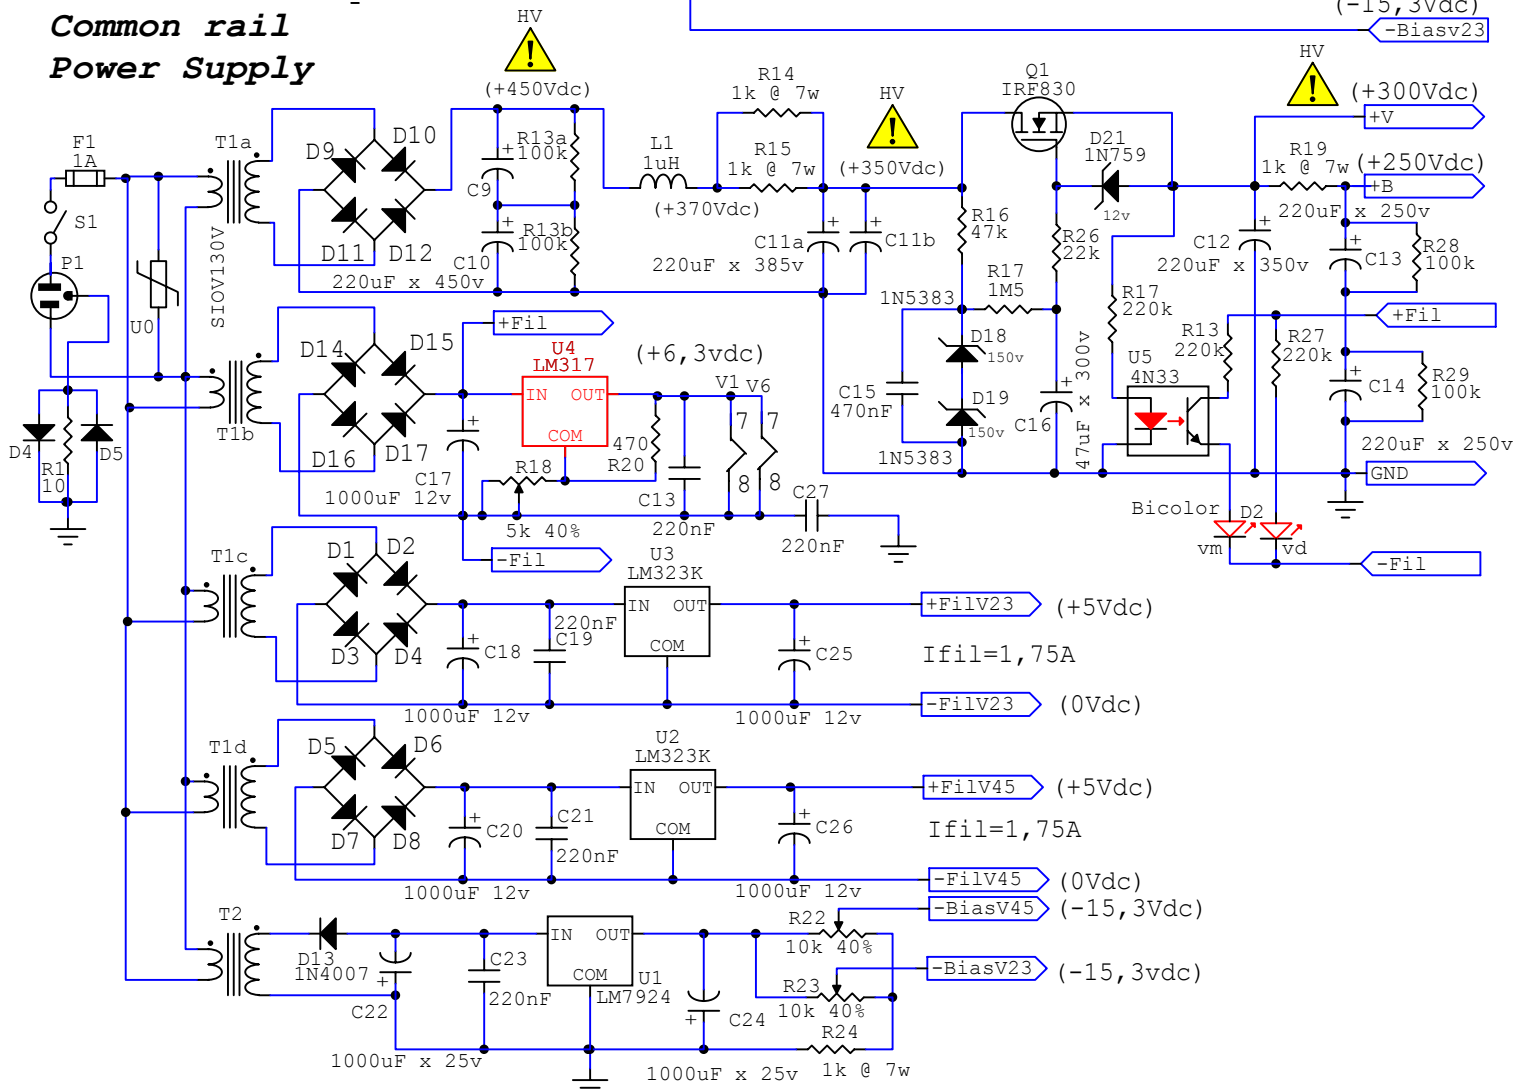 Common rail
Power Supply
(-15,3Vdc)
-Biasv23
HV
(+450Vdc)
HV
(+350Vdc)
HV
(+300Vdc)
+V
(+250Vdc)
+B
F1
1A
S1
P1
U0
SIOV130V
D4
D5
R1
10
T1a
D9
D10
D11
D12
C9
C10
R13a
100k
R13b
100k
220uF x 450v
L1
1uH
R14
1k @ 7w
R15
1k @ 7w
(+370Vdc)
C11a
C11b
220uF x 385v
Q1
IRF830
D21
1N759
12v
R16
47k
R26
22k
R17
1M5
1N5383
D18
150v
D19
150v
1N5383
C15
470nF
C16
47uF x 300v
R17
220k
U5
4N33
R19
1k @ 7w
C12
220uF x 350v
220uF x 250v
C13
R28
100k
+Fil
R13
220k
R27
220k
C14
R29
100k
220uF x 250v
GND
Bicolor
D2
vm
vd
-Fil
T1b
D14
D15
D16
D17
+Fil
U4
LM317
IN
OUT
COM
(+6,3vdc)
V1
V6
7
7
8
8
470
R20
R18
5k 40%
C17
1000uF 12v
C13
220nF
C27
220nF
-Fil
T1c
D1
D2
D3
D4
C18
1000uF 12v
220nF
C19
U3
LM323K
IN
OUT
COM
C25
1000uF 12v
+FilV23
(+5Vdc)
Ifil=1,75A
-FilV23
(0Vdc)
T1d
D5
D6
D7
D8
C20
1000uF 12v
C21
220nF
U2
LM323K
IN
OUT
COM
C26
1000uF 12v
+FilV45
(+5Vdc)
Ifil=1,75A
-FilV45
(0Vdc)
-BiasV45
(-15,3Vdc)
T2
D13
1N4007
C22
1000uF x 25v
C23
220nF
IN
OUT
COM
U1
LM7924
C24
1000uF x 25v
R22
10k 40%
R23
10k 40%
R24
1k @ 7w
-BiasV23
(-15,3vdc)